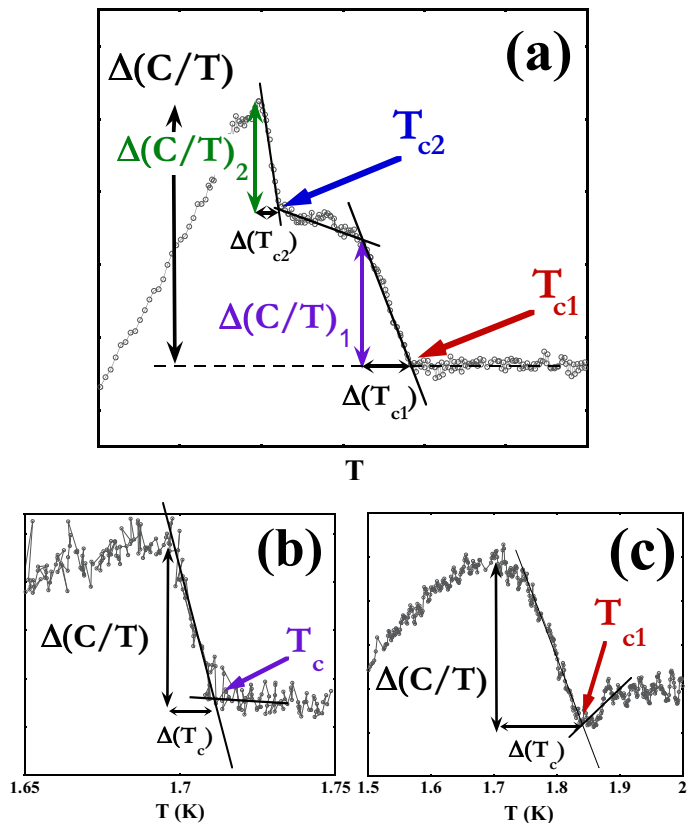 (a)
Δ(C/T)
Δ(C/T)2
Tc2
Δ(Tc2)
Δ(C/T)1
Tc1
Δ(Tc1)
T
(b)
Δ(C/T)
Tc
Δ(Tc)
1.65 1.7 1.75
T (K)
(c)
Tc1
Δ(C/T)
Δ(Tc)
1.5 1.6 1.7 1.8 1.9 2
T (K)